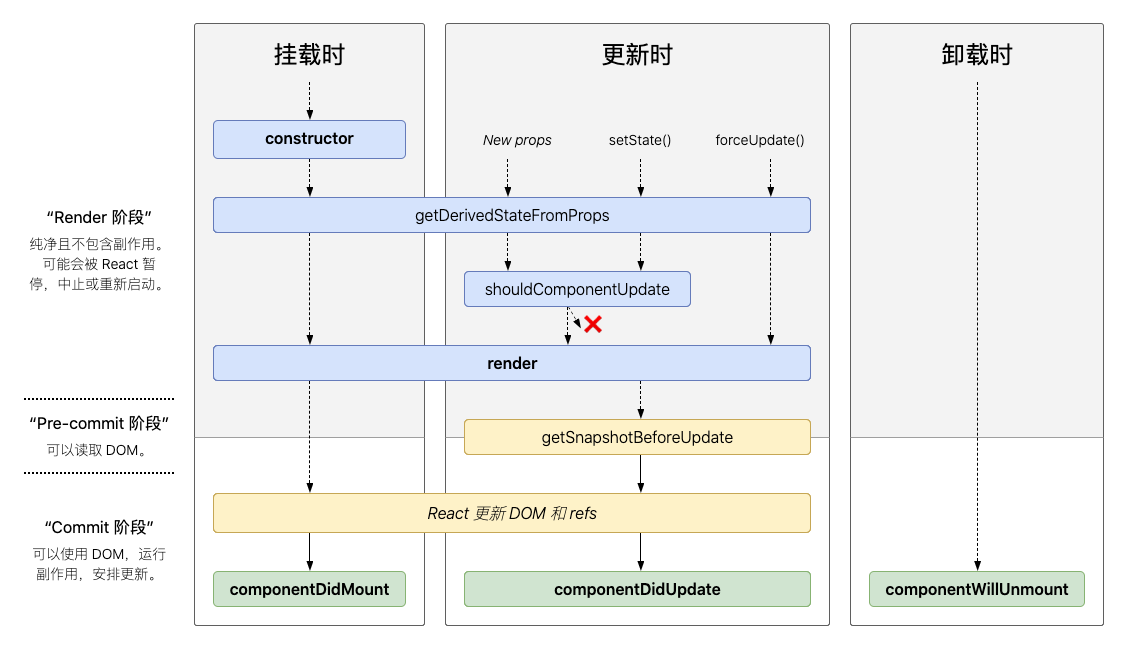 挂载时
更新时
卸载时
constructor
New props
setState()
forceUpdate()
“Render 阶段”
纯净且不包含副作用。
可能会被 React 暂
停，中止或重新启动。
getDerivedStateFromProps
shouldComponentUpdate
render
“Pre-commit 阶段”
可以读取 DOM。
getSnapshotBeforeUpdate
“Commit 阶段”
可以使用 DOM，运行
副作用，安排更新。
React 更新 DOM 和 refs
componentDidMount
componentDidUpdate
componentWillUnmount